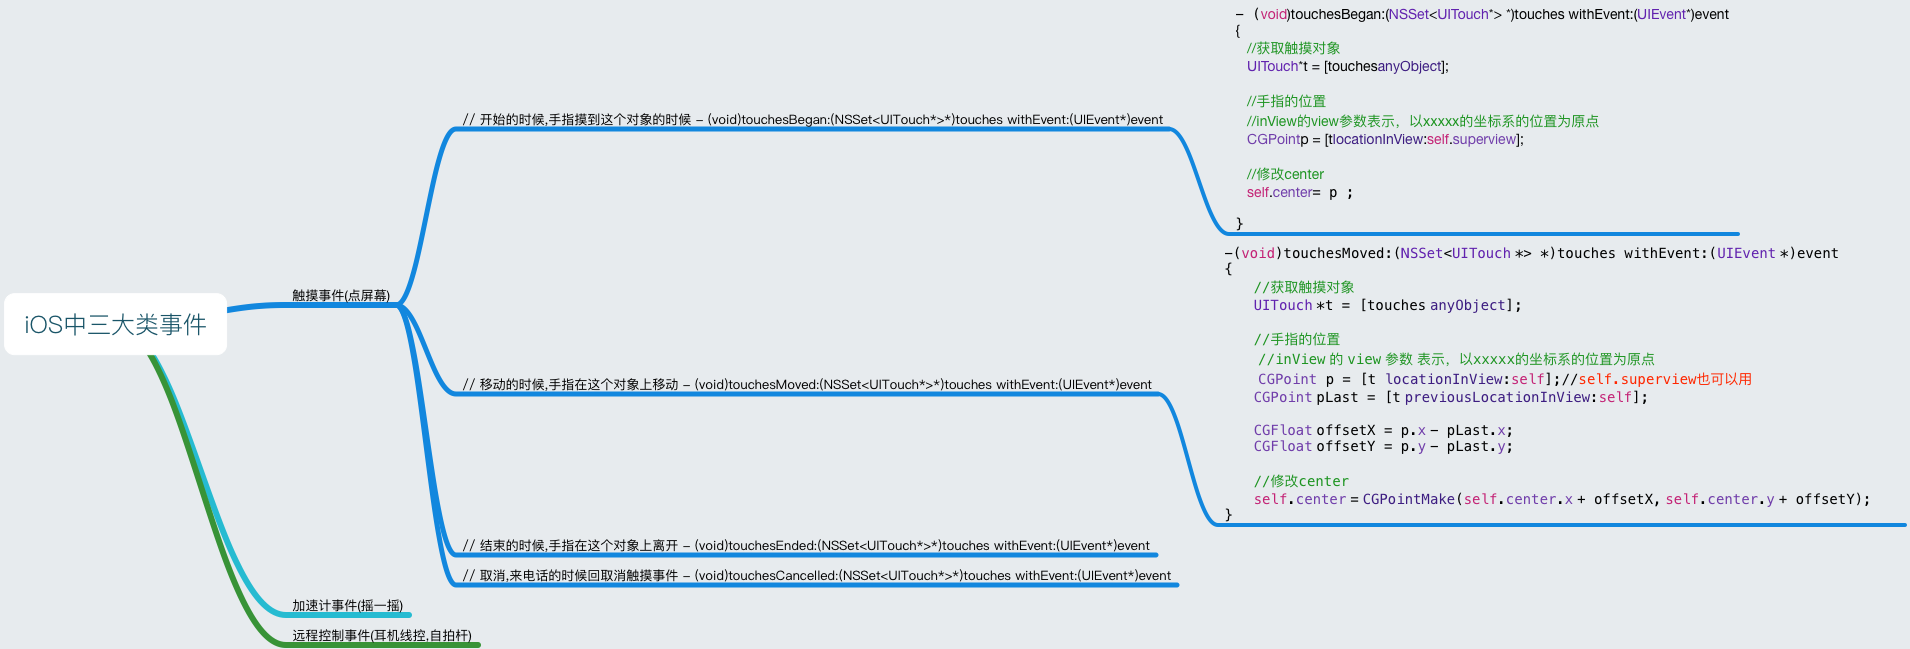 iOS中三大类事件
触摸事件(点屏幕)
// 开始的时候,手指摸到这个对象的时候 - (void)touchesBegan:(NSSet<UITouch*>*)touches withEvent:(UIEvent*)event
- (void)touchesBegan:(NSSet<UITouch*> *)touches withEvent:(UIEvent*)event
{
//获取触摸对象
UITouch*t = [touchesanyObject];
//手指的位置
//inView的view参数表示，以xxxxx的坐标系的位置为原点
CGPointp = [tlocationInView:self.superview];
//修改center
self.center= p ;
}
// 移动的时候,手指在这个对象上移动 - (void)touchesMoved:(NSSet<UITouch*>*)touches withEvent:(UIEvent*)event
-(void)touchesMoved:(NSSet<UITouch *> *)touches withEvent:(UIEvent *)event
{
//获取触摸对象
UITouch *t = [touches anyObject];
//手指的位置
//inView 的 view 参数 表示，以xxxxx的坐标系的位置为原点
CGPoint p = [t locationInView:self];//self.superview也可以用
CGPoint pLast = [t previousLocationInView:self];
CGFloat offsetX = p.x - pLast.x;
CGFloat offsetY = p.y - pLast.y;
//修改center
self.center = CGPointMake(self.center.x + offsetX, self.center.y + offsetY);
}
// 结束的时候,手指在这个对象上离开 - (void)touchesEnded:(NSSet<UITouch*>*)touches withEvent:(UIEvent*)event
// 取消,来电话的时候回取消触摸事件 - (void)touchesCancelled:(NSSet<UITouch*>*)touches withEvent:(UIEvent*)event
加速计事件(摇一摇)
远程控制事件(耳机线控,自拍杆)